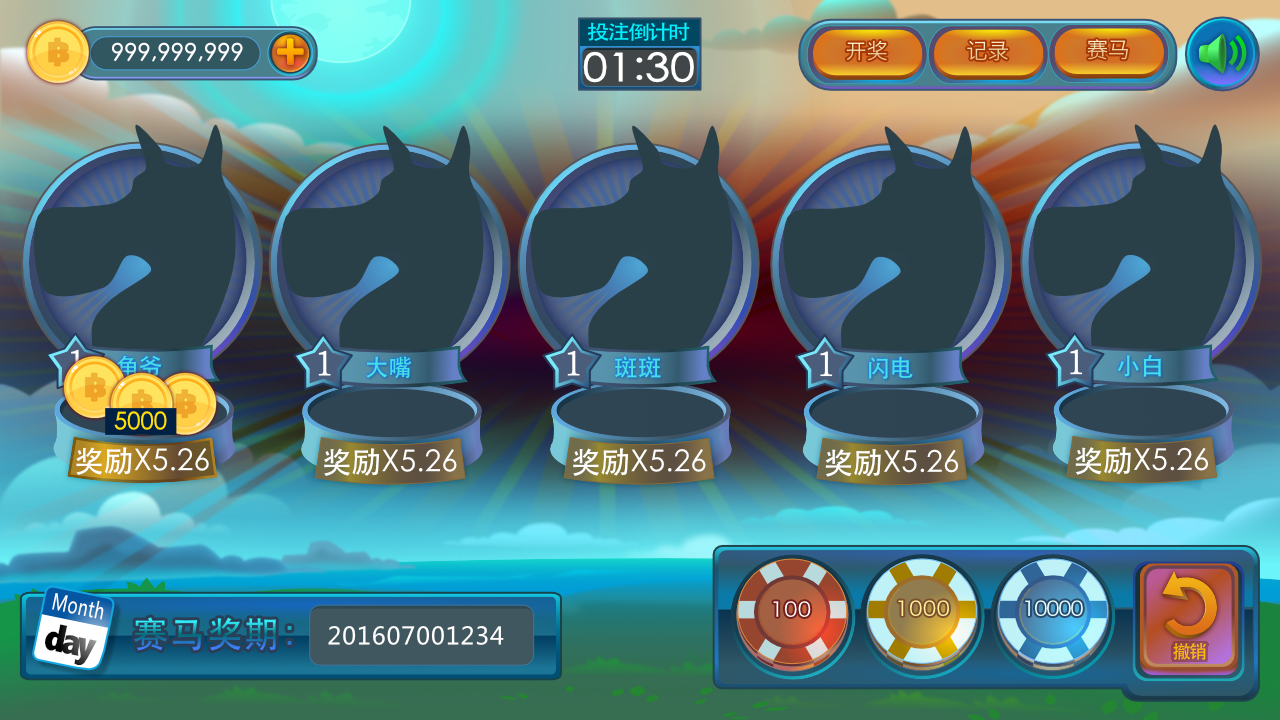 999,999,999
投注倒计时
01:30
开奖
记录
赛马
1
1 大嘴
1 斑斑
1 闪电
1 小白
5000
奖励X5.26
奖励X5.26
奖励X5.26
奖励X5.26
奖励X5.26
Month
day
赛马奖期:
201607001234
100
1000
10000
撤销